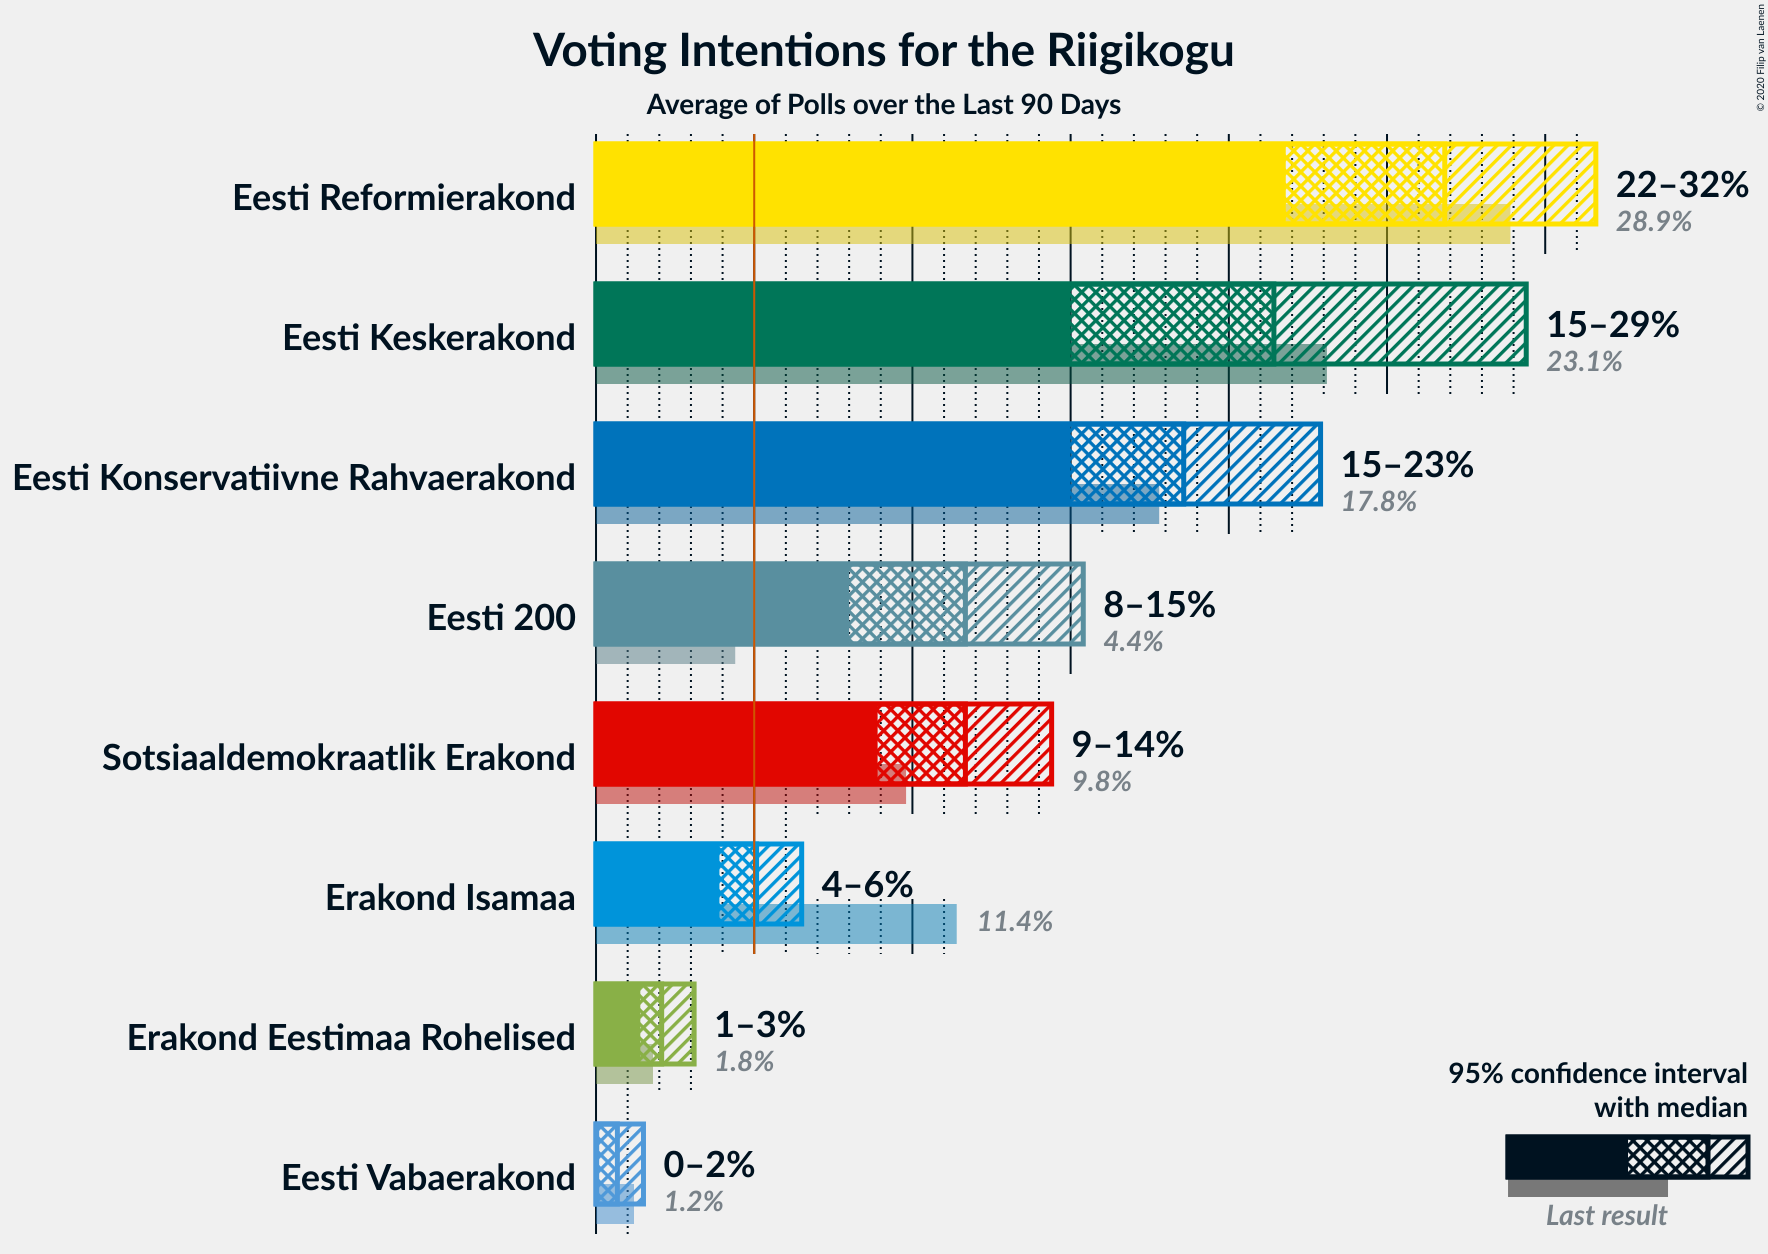 Voting Intentions for the Riigikogu
Average of Polls over the Last 90 Days
© 2020 Filip van Laenen
Eesti Reformierakond
22–32%
28.9%
Eesti Keskerakond
15–29%
23.1%
Eesti Konservatiivne Rahvaerakond
15–23%
17.8%
Eesti 200
8–15%
4.4%
Sotsiaaldemokraatlik Erakond
9–14%
9.8%
Erakond Isamaa
4–6%
11.4%
Erakond Eestimaa Rohelised
1–3%
1.8%
Eesti Vabaerakond
0–2%
1.2%
95% confidence interval
with median
Last result